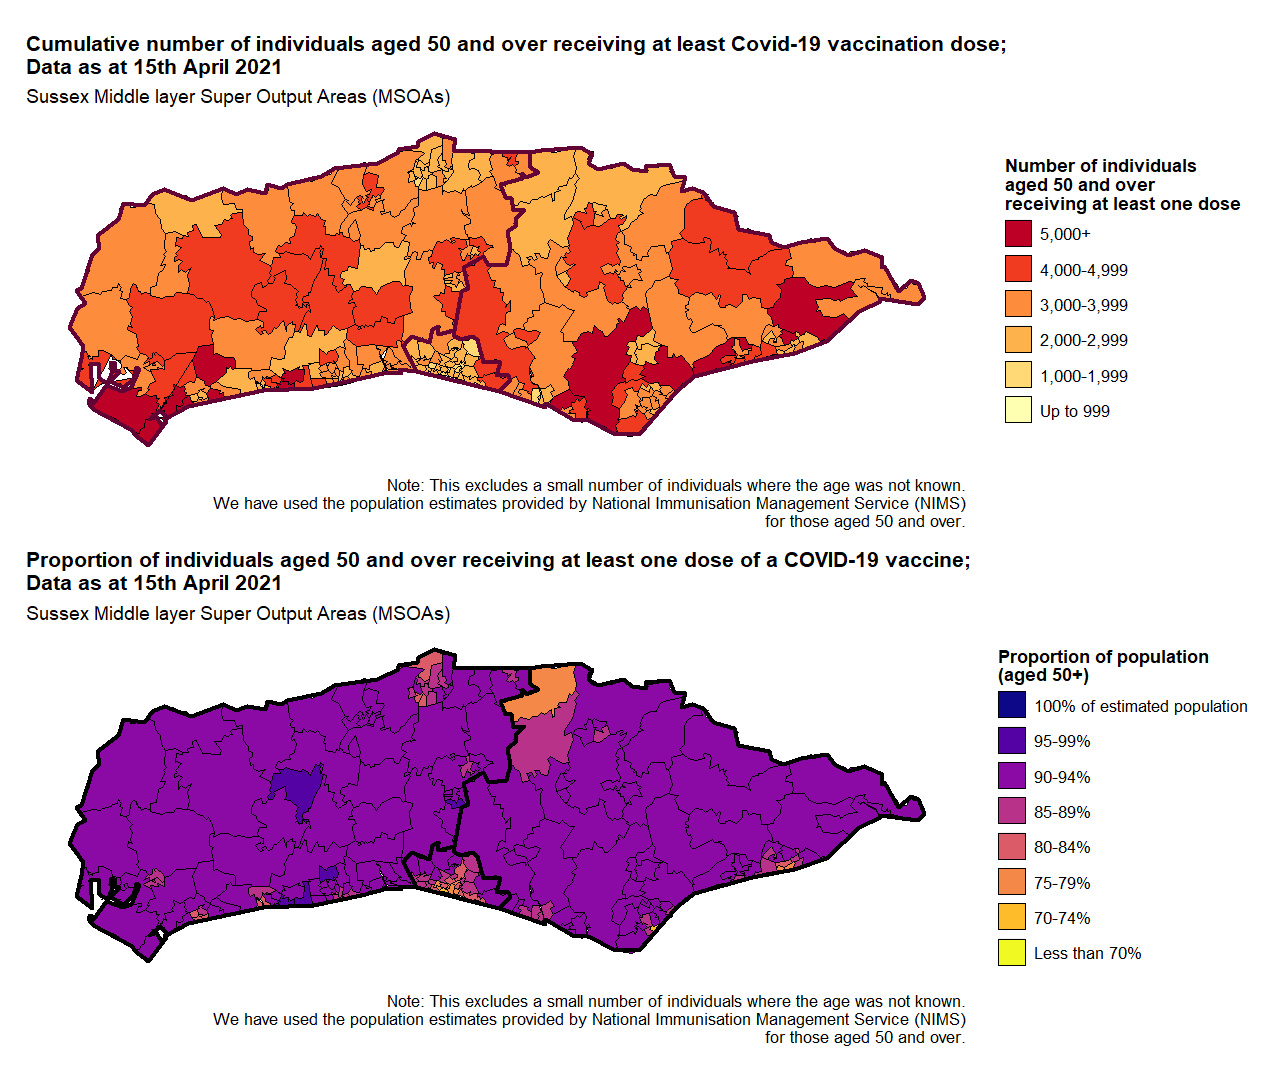 Cumulative number of individuals aged 50 and over receiving at least Covid-19 vaccination dose;
Data as at 15th April 2021
Sussex Middle layer Super Output Areas (MSOAs)
Number of individuals
aged 50 and over
receiving at least one dose
5,000+
4,000-4,999
3,000-3,999
2,000-2,999
1,000-1,999
Up to 999
Note: This excludes a small number of individuals where the age was not known.
We have used the population estimates provided by National Immunisation Management Service (NIMS)
for those aged 50 and over.
Proportion of individuals aged 50 and over receiving at least one dose of a COVID-19 vaccine;
Data as at 15th April 2021
Sussex Middle layer Super Output Areas (MSOAs)
Proportion of population
(aged 50+)
100% of estimated population
95-99%
90-94%
85-89%
80-84%
75-79%
70-74%
Less than 70%
Note: This excludes a small number of individuals where the age was not known.
We have used the population estimates provided by National Immunisation Management Service (NIMS)
for those aged 50 and over.